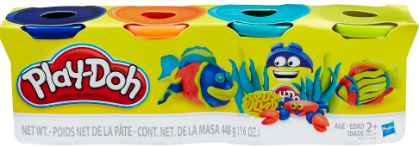 Play-Doh
NET WT. • POIDS NET DE LA PÂTE • CONT. NET. DE LA MASA 448 g (16 OZ.)
AGE • EDAD 2+
IDADE
Hasbro